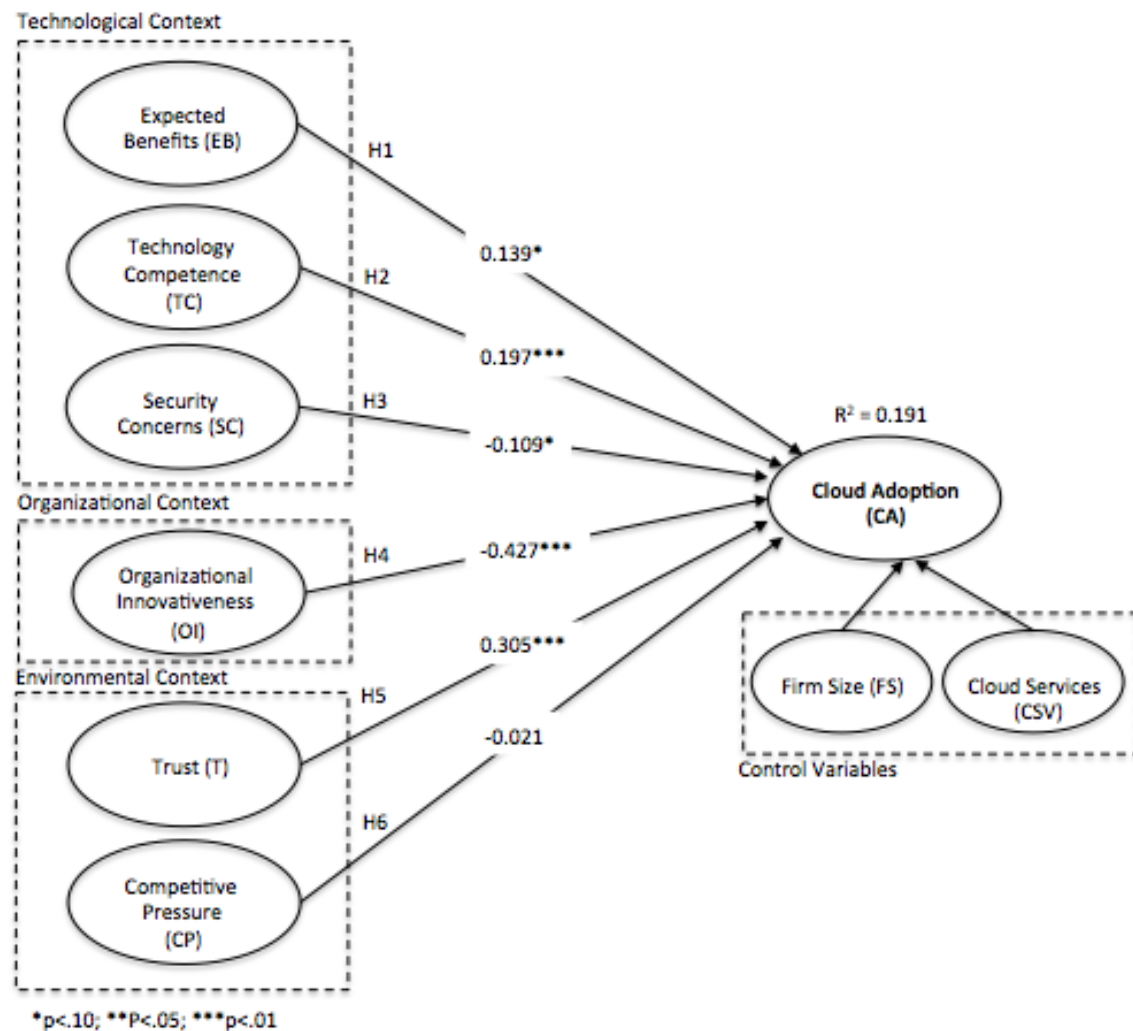 Technological Context
Expected
Benefits (EB)
H1
Technology
Competence
(TC)
H2
0.139*
Security
Concerns (SC)
H3
0.197***
-0.109*
R² = 0.191
Cloud Adoption
(CA)
Organizational Context
Organizational
Innovativeness
(OI)
H4
-0.427***
Environmental Context
Trust (T)
H5
0.305***
Competitive
Pressure
(CP)
H6
-0.021
Firm Size (FS)
Cloud Services
(CSV)
Control Variables
*p<.10; **P<.05; ***p<.01